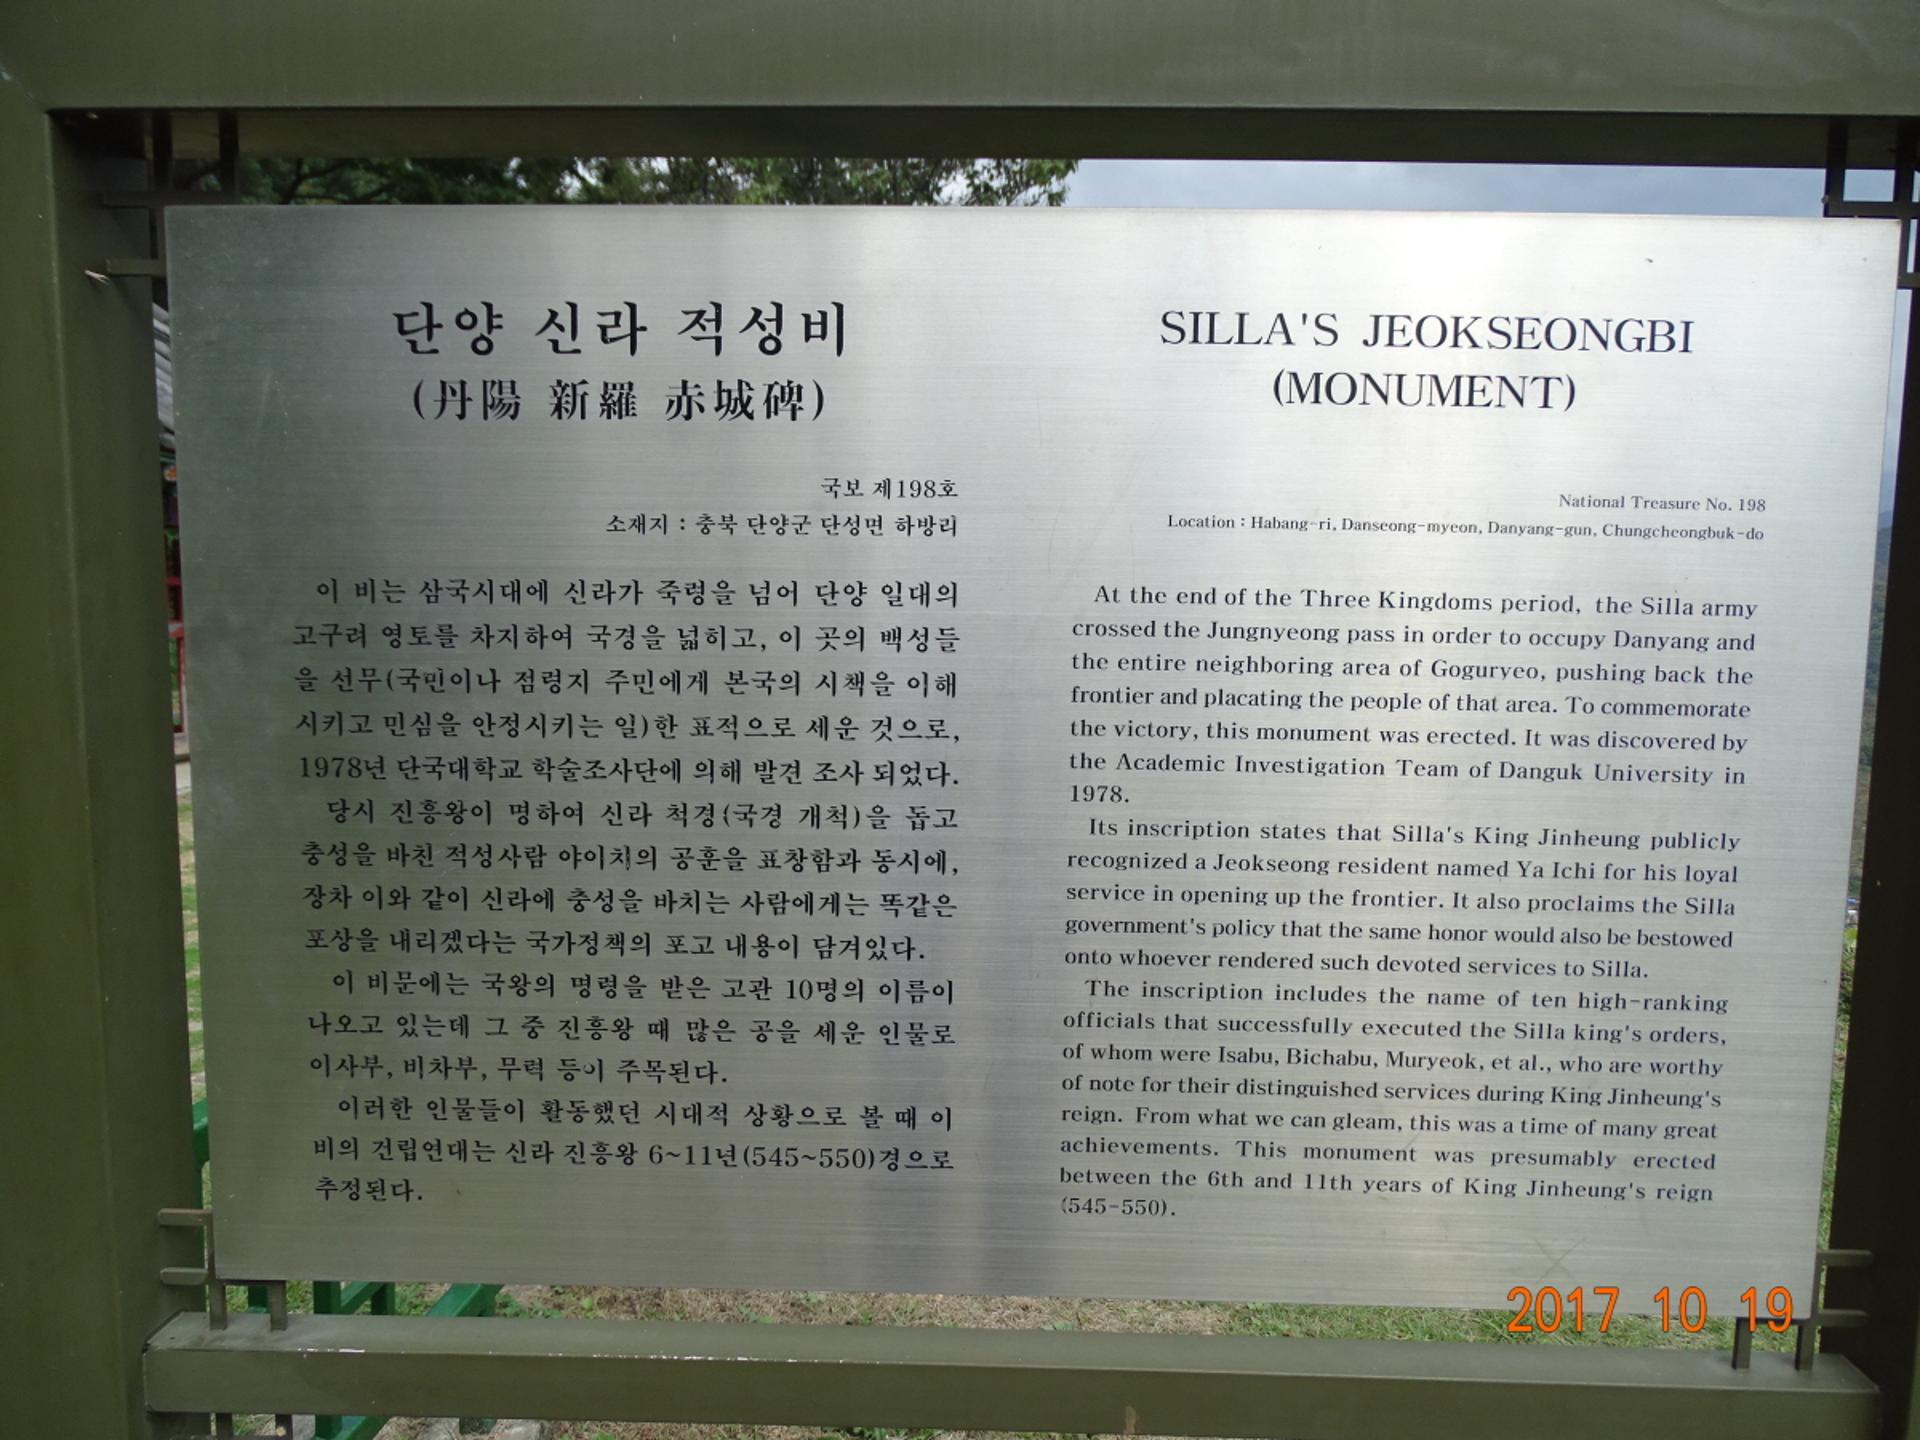 단양 신라 적성비
(丹陽 新羅 赤城碑)
국보 제198호
소재지 : 충북 단양군 단성면 하방리
이 비는 삼국시대에 신라가 죽령을 넘어 단양 일대의
고구려 영토를 차지하여 국경을 넓히고, 이 곳의 백성들
을 선무(국민이나 점령지 주민에게 본국의 시책을 이해
시키고 민심을 안정시키는 일)한 표적으로 세운 것으로,
1978년 단국대학교 학술조사단에 의해 발견 조사 되었다.
당시 진흥왕이 명하여 신라 척경(국경 개척)을 돕고
충성을 바친 적성사람 야이치의 공훈을 표창함과 동시에,
장차 이와 같이 신라에 충성을 바치는 사람에게는 똑같은
포상을 내리겠다는 국가정책의 포고 내용이 담겨있다.
이 비문에는 국왕의 명령을 받은 고관 10명의 이름이
나오고 있는데 그 중 진흥왕 때 많은 공을 세운 인물로
이사부, 비차부, 무력 등이 주목된다.
이러한 인물들이 활동했던 시대적 상황으로 볼 때 이
비의 건립연대는 신라 진흥왕 6~11년(545~550)경으로
추정된다.
SILLA'S JEOKSEONGBI
(MONUMENT)
National Treasure No. 198
Location : Habang-ri, Danseong-myeon, Danyang-gun, Chungcheongbuk-do
At the end of the Three Kingdoms period, the Silla army
crossed the Jungnyeong pass in order to occupy Danyang and
the entire neighboring area of Goguryeo, pushing back the
frontier and placating the people of that area. To commemorate
the victory, this monument was erected. It was discovered by
the Academic Investigation Team of Danguk University in
1978.
Its inscription states that Silla's King Jinheung publicly
recognized a Jeokseong resident named Ya Ichi for his loyal
service in opening up the frontier. It also proclaims the Silla
government's policy that the same honor would also be bestowed
onto whoever rendered such devoted services to Silla.
The inscription includes the name of ten high-ranking
officials that successfully executed the Silla king's orders,
of whom were Isabu, Bichabu, Muryeok, et al., who are worthy
of note for their distinguished services during King Jinheung's
reign. From what we can gleam, this was a time of many great
achievements. This monument was presumably erected
between the 6th and 11th years of King Jinheung's reign
(545-550).
2017 10 19